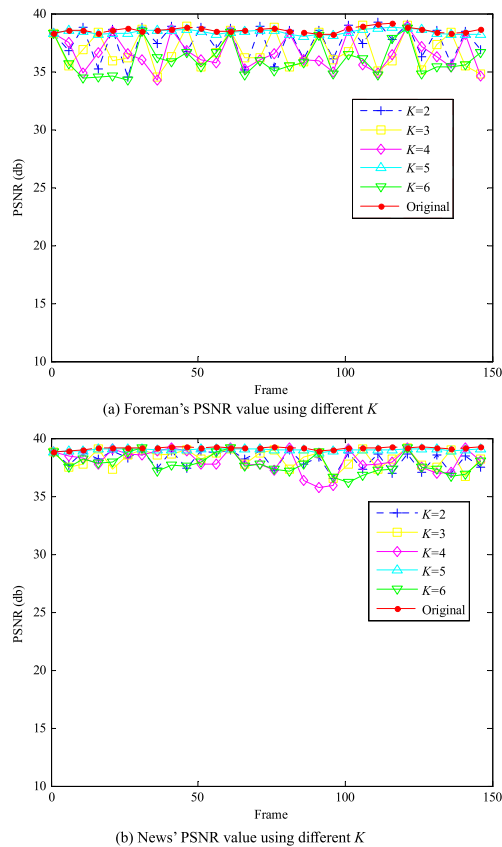 40
35
30
25
20
15
10
PSNR (db)
K=2
K=3
K=4
K=5
K=6
Original
0
50
100
150
Frame
(a) Foreman's PSNR value using different K
40
35
30
25
20
15
10
PSNR (db)
K=2
K=3
K=4
K=5
K=6
Original
0
50
100
150
Frame
(b) News' PSNR value using different K